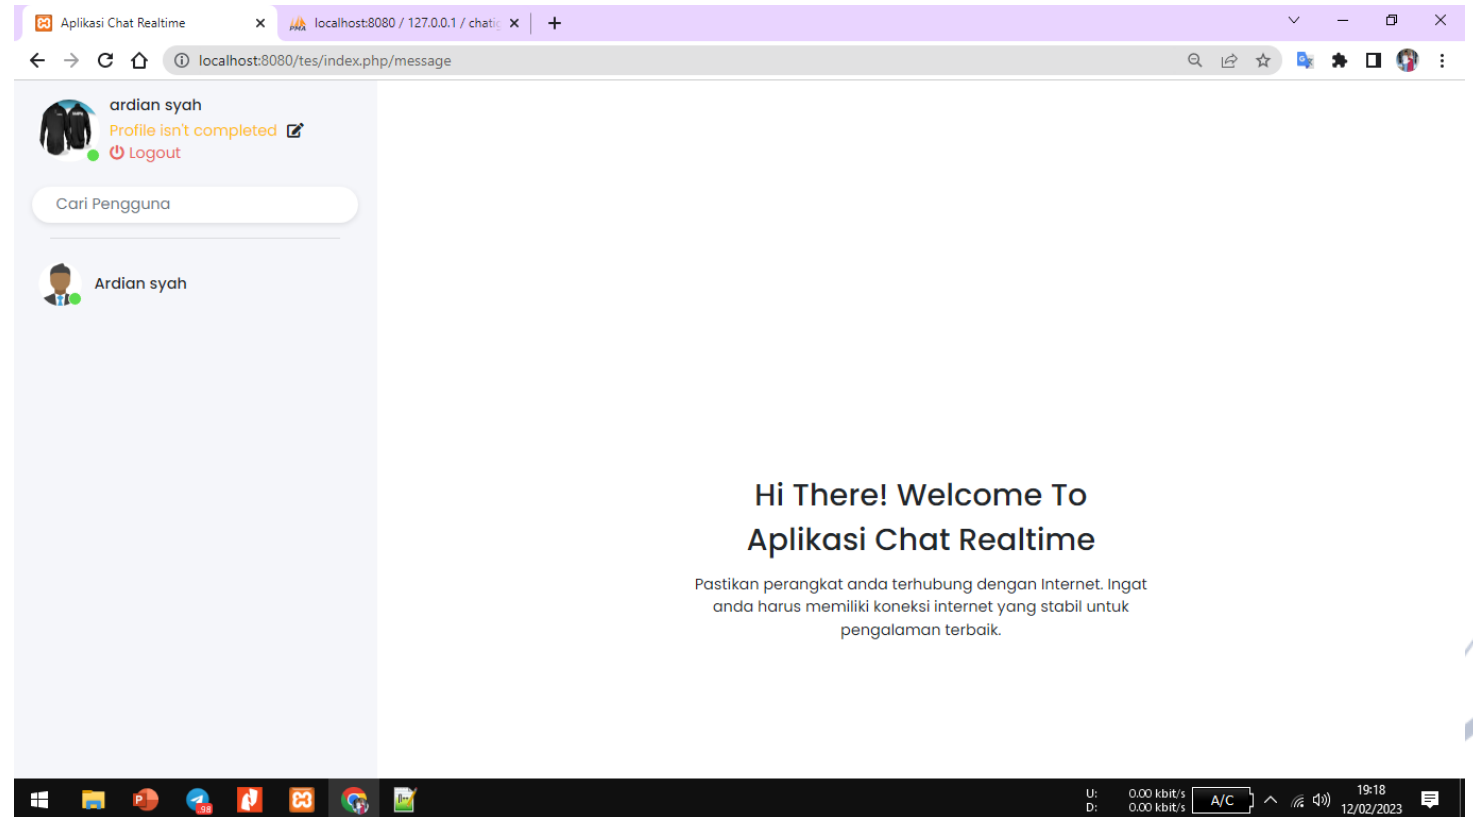 Aplikasi Chat Realtime
localhost:8080 / 127.0.0.1 / chatig
localhost:8080/tes/index.php/message
ardian syah
Profile isn't completed
Logout
Cari Pengguna
Ardian syah
Hi There! Welcome To
Aplikasi Chat Realtime
Pastikan perangkat anda terhubung dengan Internet. Ingat
anda harus memiliki koneksi internet yang stabil untuk
pengalaman terbaik.
U: 0.00 kbit/s
D: 0.00 kbit/s
A/C
19:18
12/02/2023
98